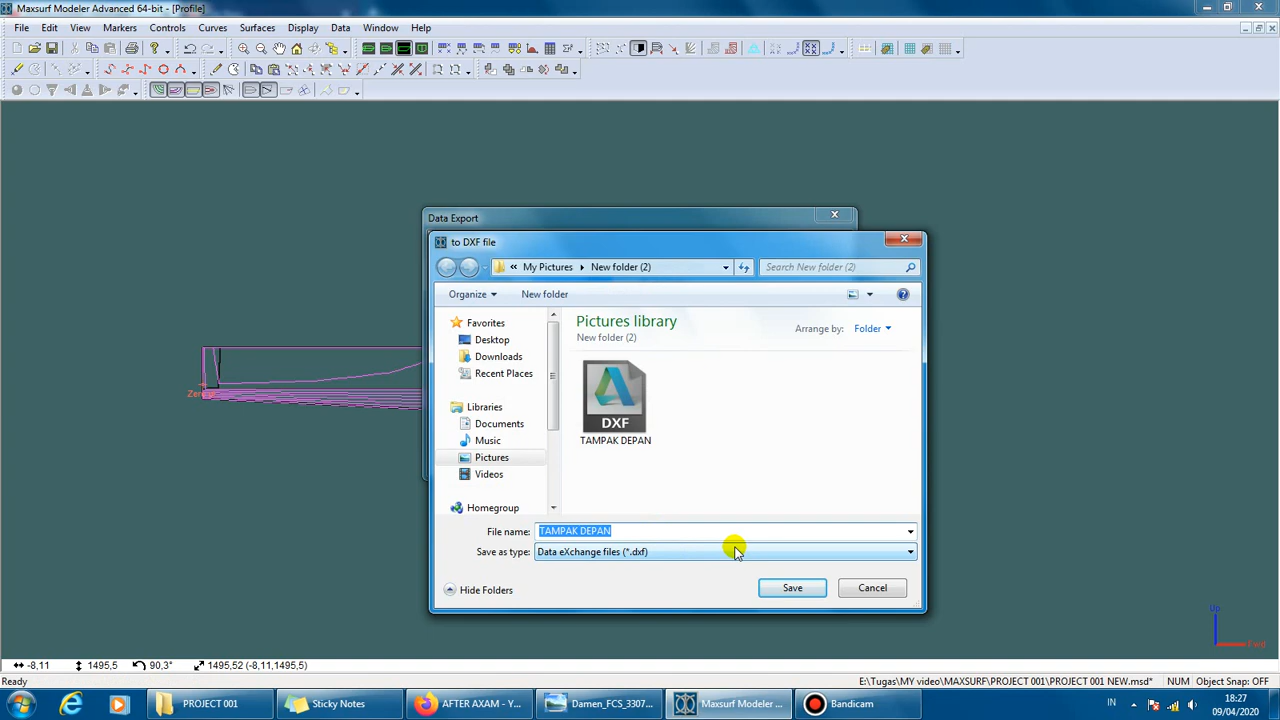 Maxsurf Modeler Advanced 64-bit - [Profile]
File Edit View Markers Controls Curves Surfaces Display Data Window Help
Data Export
to DXF file
« My Pictures New folder (2)
Search New folder (2)
Organize New folder
Favorites
Desktop
Downloads
Recent Places
Libraries
Documents
Music
Pictures
Videos
Homegroup
Pictures library
New folder (2)
Arrange by: Folder
DXF
TAMPAK DEPAN
File name: TAMPAK DEPAN
Save as type: Data eXchange files (*.dxf)
Hide Folders
Save Cancel
Up
Fwd
-8,11 1495,5 90,3° 1495,52 (-8,11,1495,5)
Ready
E:\Tugas\MY video\MAXSURF\PROJECT 001\PROJECT 001 NEW.msd* NUM Object Snap: OFF
PROJECT 001 Sticky Notes AFTER AXAM - Y... Damen_FCS_3307... Maxsurf Modeler ... Bandicam
IN
18:27
09/04/2020